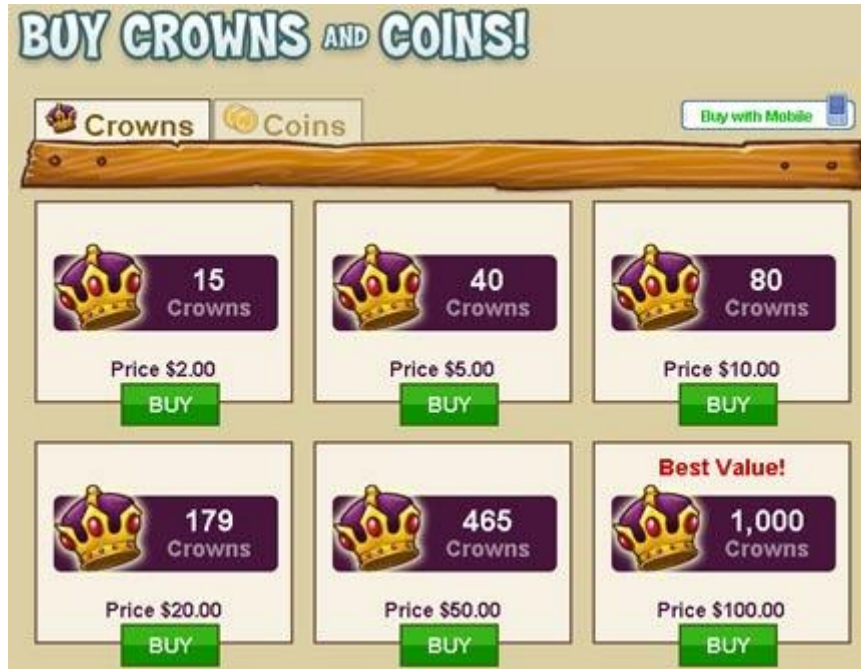 BUY CROWNS AND COINS!
Crowns
Coins
Buy with Mobile
15
Crowns
Price $2.00
BUY
40
Crowns
Price $5.00
BUY
80
Crowns
Price $10.00
BUY
179
Crowns
Price $20.00
BUY
465
Crowns
Price $50.00
BUY
Best Value!
1,000
Crowns
Price $100.00
BUY